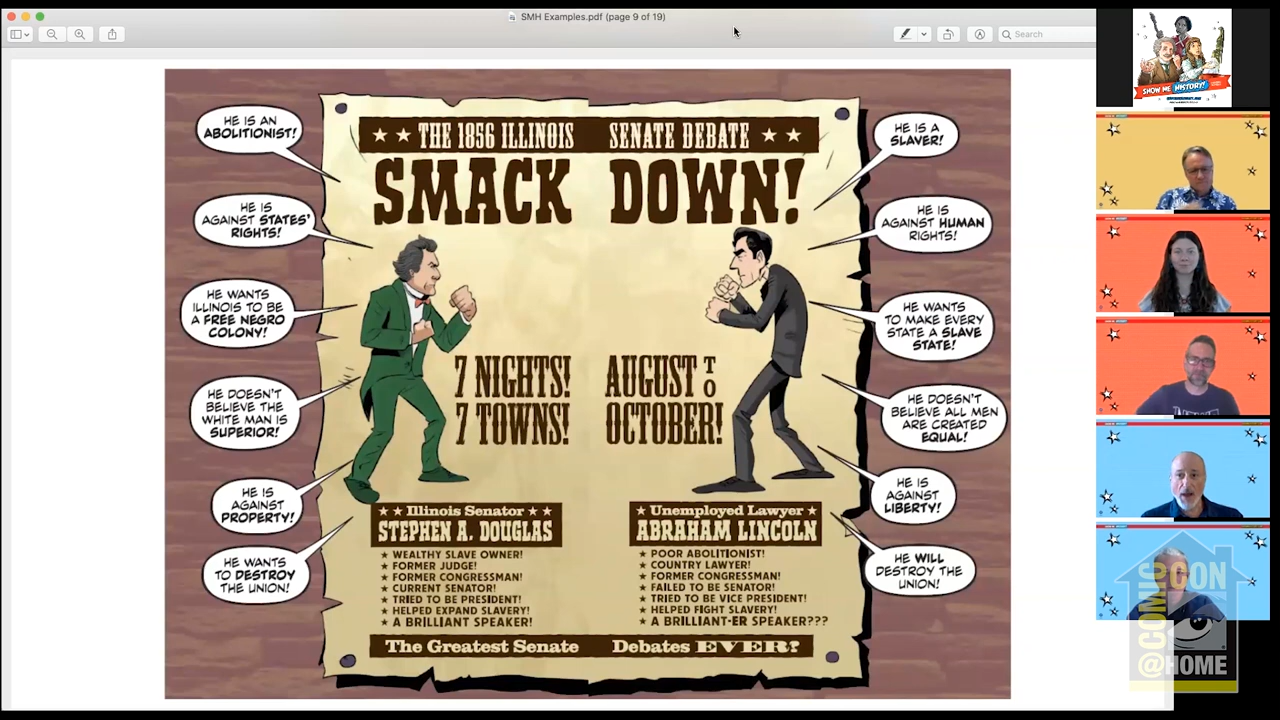 SMH Examples.pdf (page 9 of 19)
Search
SHOW ME HISTORY!
THE 1856 ILLINOIS SENATE DEBATE
SMACK DOWN!
HE IS AN
ABOLITIONIST!
HE IS
AGAINST STATES'
RIGHTS!
HE WANTS
ILLINOIS TO BE
A FREE NEGRO
COLONY!
HE DOESN'T
BELIEVE THE
WHITE MAN IS
SUPERIOR!
HE IS
AGAINST
PROPERTY!
HE WANTS
TO DESTROY
THE UNION!
HE IS A
SLAVER!
HE IS
AGAINST HUMAN
RIGHTS!
HE WANTS
TO MAKE EVERY
STATE A SLAVE
STATE!
HE DOESN'T
BELIEVE ALL MEN
ARE CREATED
EQUAL!
HE IS
AGAINST
LIBERTY!
HE WILL
DESTROY THE
UNION!
7 NIGHTS!
7 TOWNS!
AUGUST TO
OCTOBER!
Illinois Senator
STEPHEN A. DOUGLAS
★ WEALTHY SLAVE OWNER!
★ FORMER JUDGE!
★ FORMER CONGRESSMAN!
★ CURRENT SENATOR!
★ TRIED TO BE PRESIDENT!
★ HELPED EXPAND SLAVERY!
★ A BRILLIANT SPEAKER!
Unemployed Lawyer
ABRAHAM LINCOLN
★ POOR ABOLITIONIST!
★ COUNTRY LAWYER!
★ FORMER CONGRESSMAN!
★ FAILED TO BE SENATOR!
★ TRIED TO BE VICE PRESIDENT!
★ HELPED FIGHT SLAVERY!
★ A BRILLIANT-ER SPEAKER???
The Greatest Senate Debates EVER!
COMIC CON
@HOME